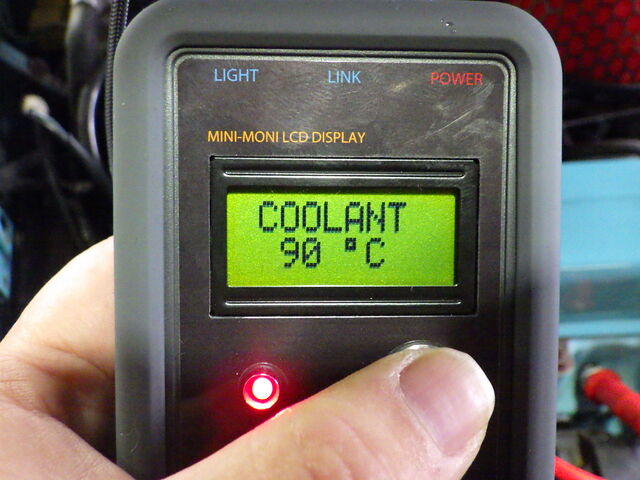 LIGHT LINK POWER
MINI-MONI LCD DISPLAY
COOLANT
90 °C